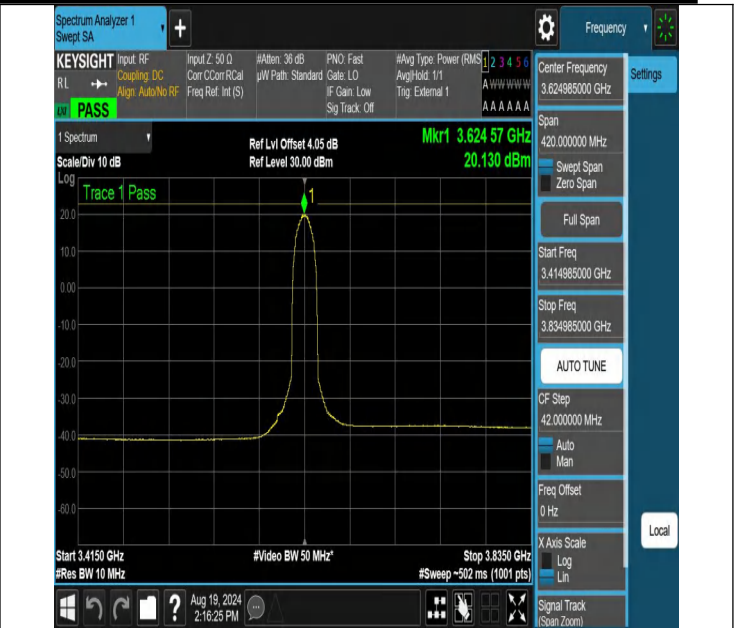 Spectrum Analyzer 1
Swept SA
+
Frequency
KEYSIGHT
RL
PASS
Input: RF
Coupling: DC
Align: Auto/No RF
Input Z: 50 Ω
Corr CCorr RCal
Freq Ref: Int (S)
#Atten: 36 dB
µW Path: Standard
PNO: Fast
Gate: LO
IF Gain: Low
Sig Track: Off
#Avg Type: Power (RMS
Avg|Hold: 1/1
Trig: External 1
1 2 3 4 5 6
A W W W W W
A A A A A A
1 Spectrum
Scale/Div 10 dB
Log
Ref Lvl Offset 4.05 dB
Ref Level 30.00 dBm
Mkr1 3.624 57 GHz
20.130 dBm
Trace 1 Pass
1
20.0
10.0
0.00
-10.0
-20.0
-30.0
-40.0
-50.0
-60.0
Start 3.4150 GHz
#Res BW 10 MHz
#Video BW 50 MHz*
Stop 3.8350 GHz
#Sweep ~502 ms (1001 pts)
Center Frequency
3.624985000 GHz
Settings
Span
420.000000 MHz
Swept Span
Zero Span
Full Span
Start Freq
3.414985000 GHz
Stop Freq
3.834985000 GHz
AUTO TUNE
CF Step
42.000000 MHz
Auto
Man
Freq Offset
0 Hz
X Axis Scale
Log
Lin
Local
Signal Track
(Span Zoom)
?
Aug 19, 2024
2:16:25 PM